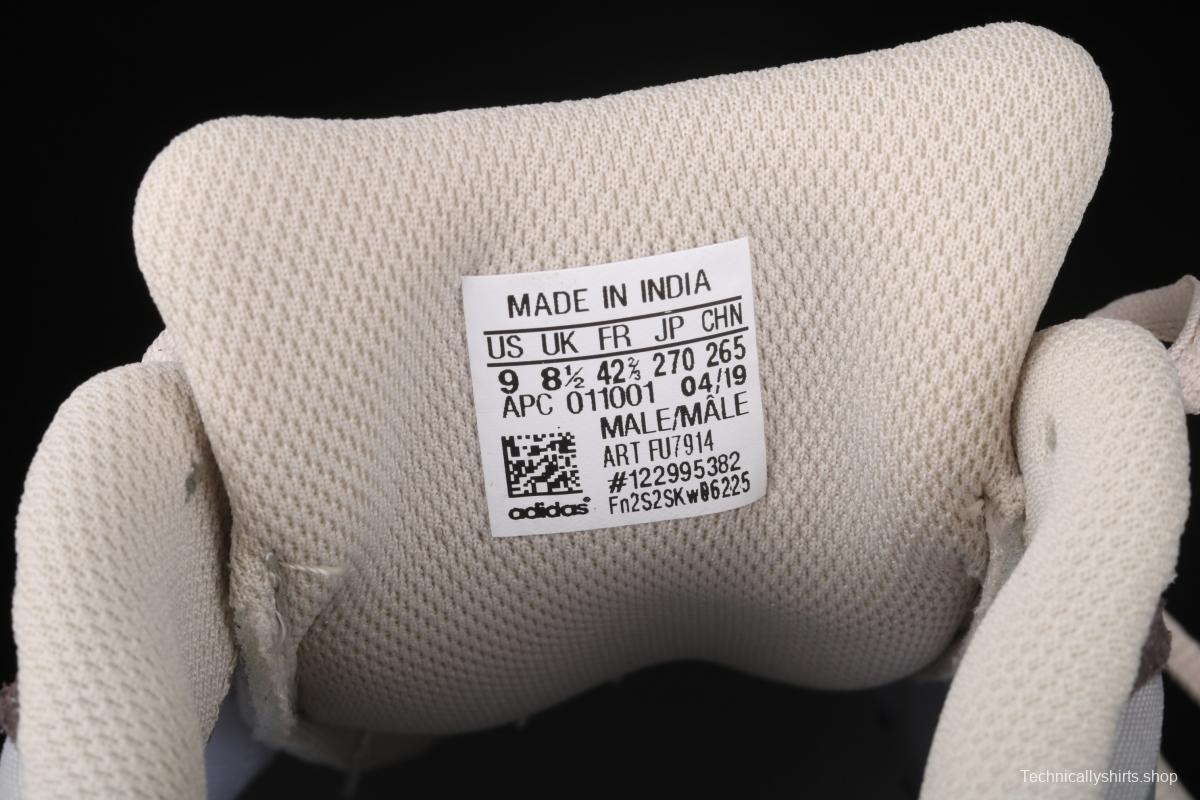 MADE IN INDIA
US UK FR JP CHN
9 8½ 42⅔ 270 265
APC 011001 04/19
MALE/MÂLE
ART FU7914
#122995382
Fn2S2SKw06225
adidas
Technicallyshirts.shop